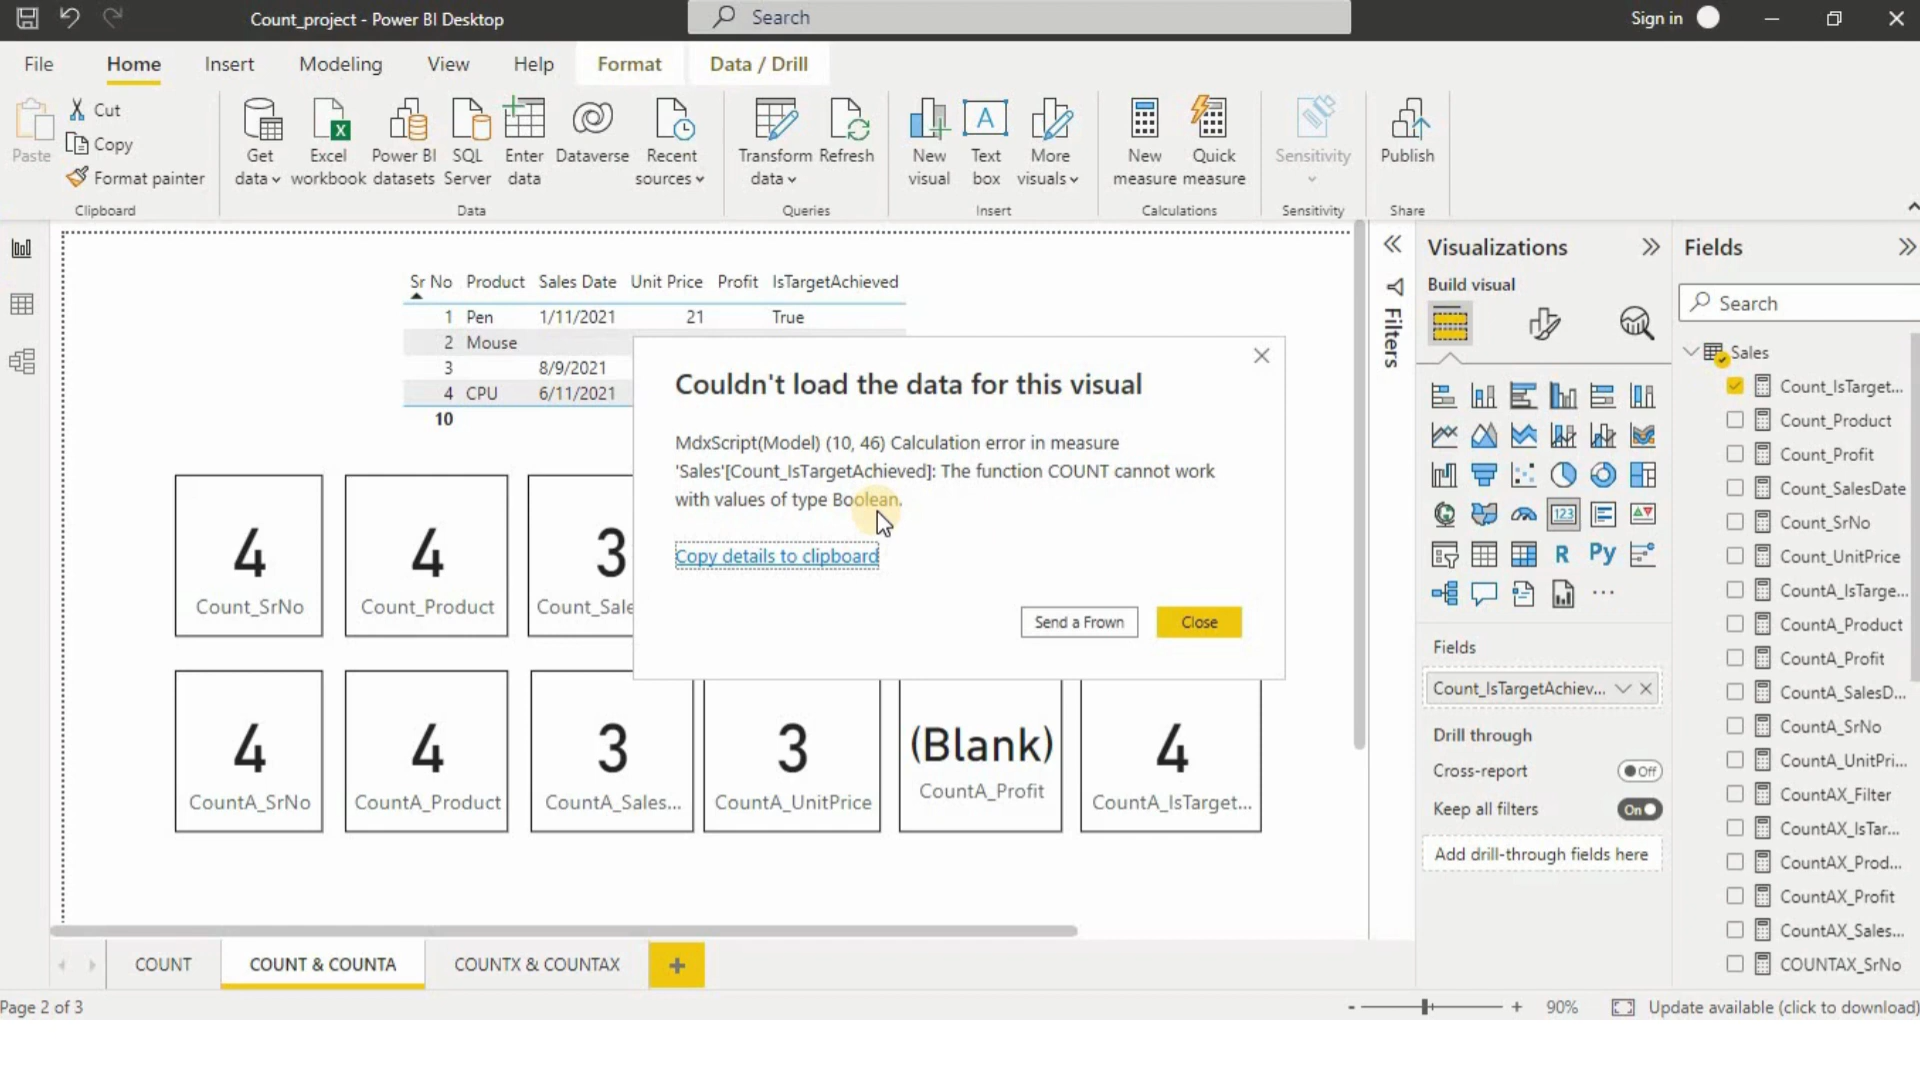 Count_project - Power BI Desktop
Search
Sign in
File
Home
Insert
Modeling
View
Help
Format
Data / Drill
Paste
Cut
Copy
Format painter
Clipboard
Get data
Excel workbook
Power BI datasets
SQL Server
Enter data
Dataverse
Recent sources
Data
Transform data
Refresh
Queries
New visual
Text box
More visuals
Insert
New measure
Quick measure
Calculations
Sensitivity
Sensitivity
Publish
Share
Sr No Product Sales Date Unit Price Profit IsTargetAchieved
1 Pen 1/11/2021 21 True
2 Mouse
3 8/9/2021
4 CPU 6/11/2021
10
Couldn't load the data for this visual
MdxScript(Model) (10, 46) Calculation error in measure
'Sales'[Count_IsTargetAchieved]: The function COUNT cannot work
with values of type Boolean.
Copy details to clipboard
Send a Frown
Close
4
Count_SrNo
4
Count_Product
3
Count_Sale
4
CountA_SrNo
4
CountA_Product
3
CountA_Sales...
3
CountA_UnitPrice
(Blank)
CountA_Profit
4
CountA_IsTarget...
Filters
Visualizations
Build visual
123
R
Py
Fields
Count_IsTargetAchiev...
Drill through
Cross-report
Off
Keep all filters
On
Add drill-through fields here
Fields
Search
Sales
Count_IsTarget...
Count_Product
Count_Profit
Count_SalesDate
Count_SrNo
Count_UnitPrice
CountA_IsTarge...
CountA_Product
CountA_Profit
CountA_SalesD...
CountA_SrNo
CountA_UnitPri...
CountAX_Filter
CountAX_IsTar...
CountAX_Prod...
CountAX_Profit
CountAX_Sales...
COUNTAX_SrNo
COUNT
COUNT & COUNTA
COUNTX & COUNTAX
+
Page 2 of 3
- + 90%
Update available (click to download)